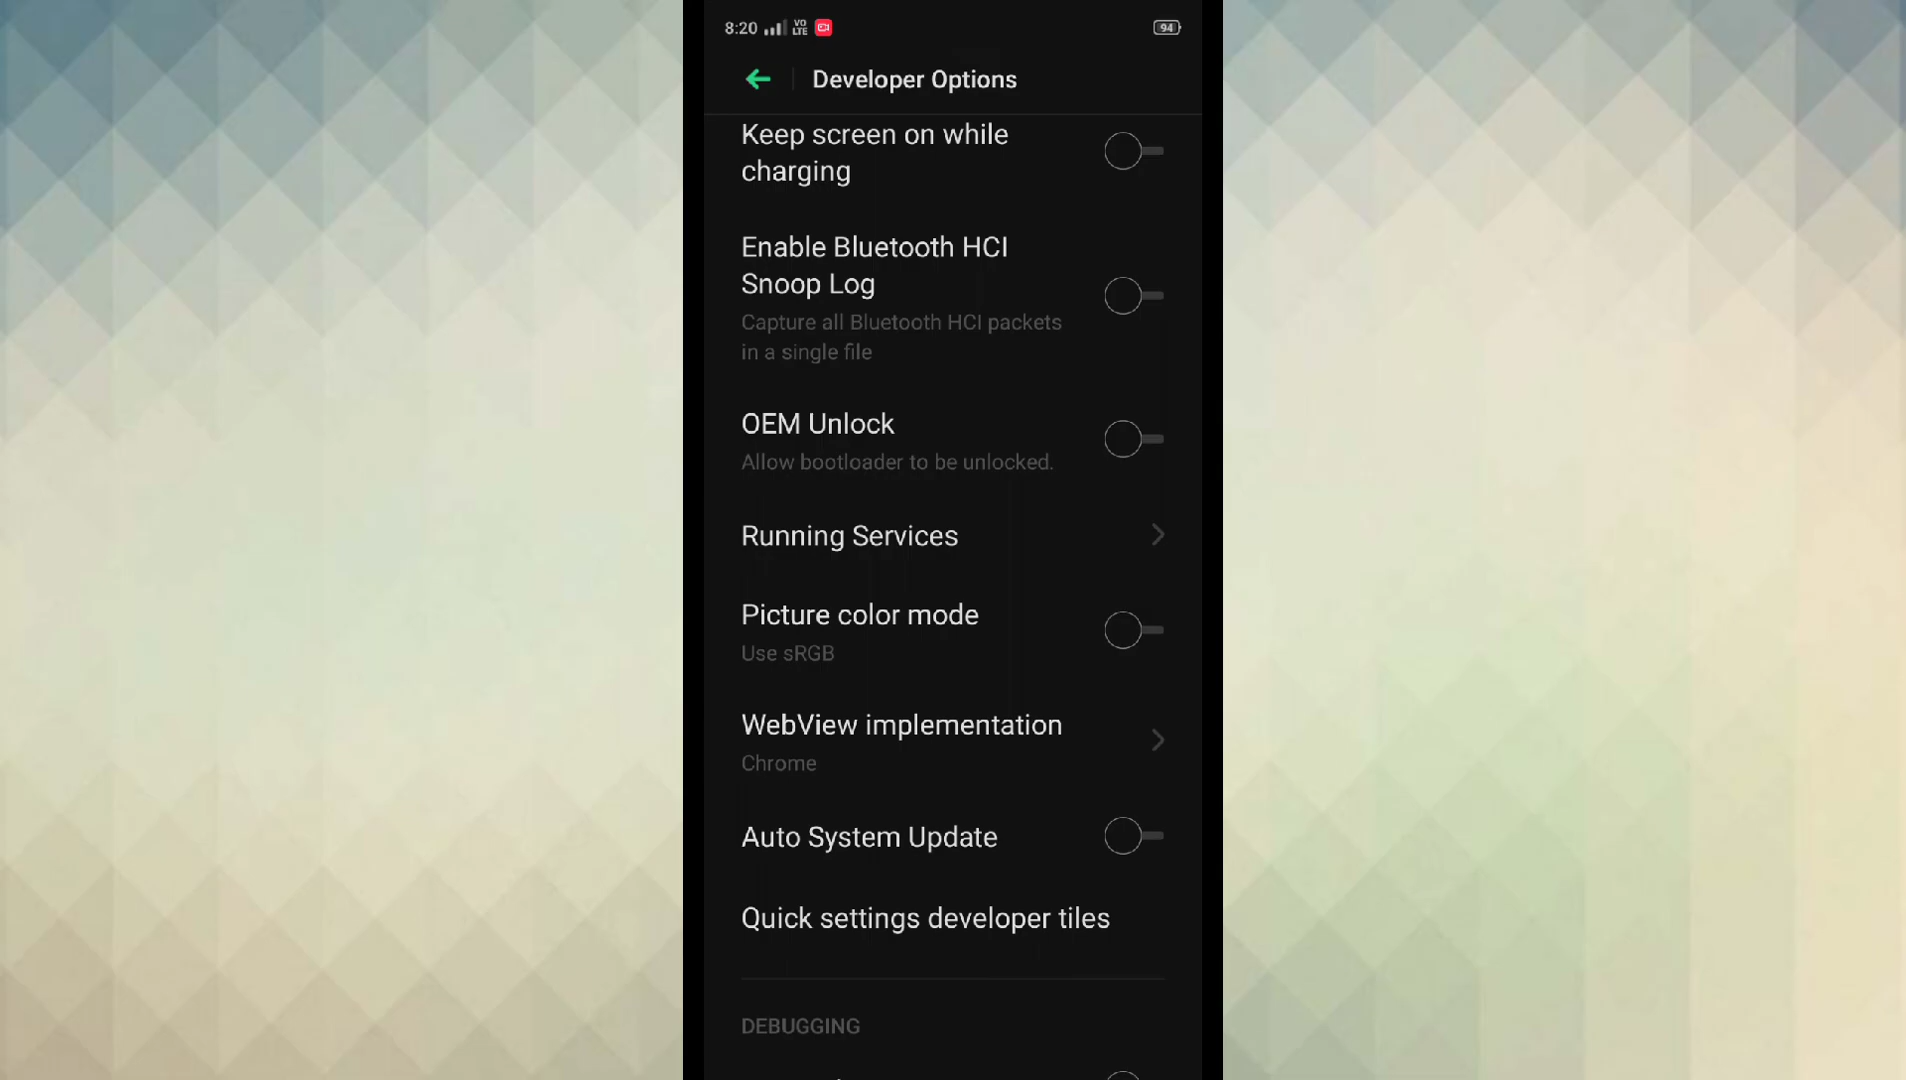 8:20 VO LTE 94
Developer Options
Keep screen on while
charging
Enable Bluetooth HCI
Snoop Log
Capture all Bluetooth HCI packets
in a single file
OEM Unlock
Allow bootloader to be unlocked.
Running Services
Picture color mode
Use sRGB
WebView implementation
Chrome
Auto System Update
Quick settings developer tiles
DEBUGGING